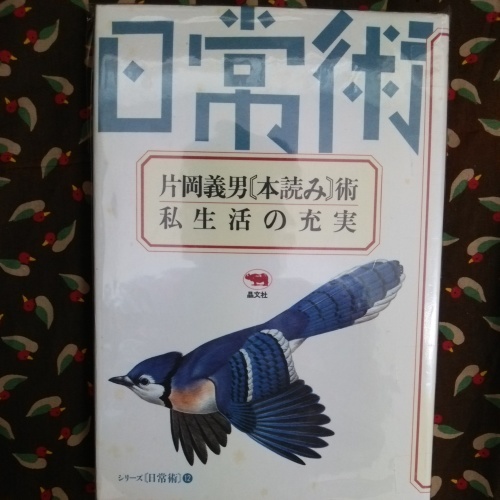 日常術
片岡義男〔本読み〕術
私生活の充実
晶文社
シリーズ〔日常術〕12